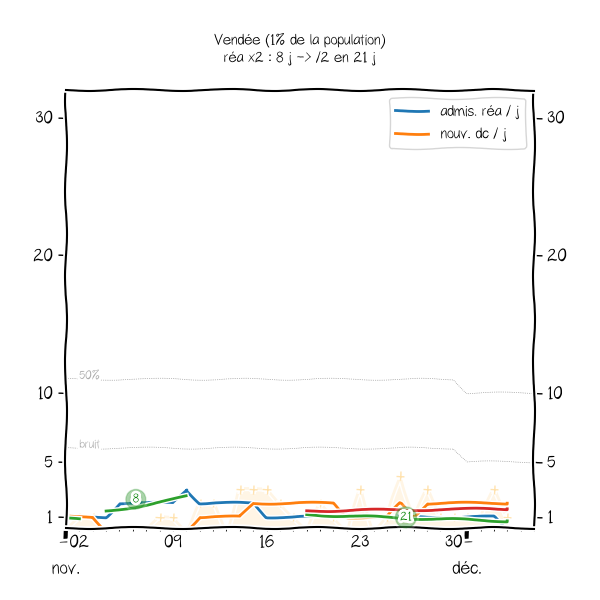 Vendée (1% de la population)
réa x2 : 8 j -> /2 en 21 j
admis. réa / j
nouv. dc / j
30 30
20 20
50%
10 10
bruit
5 5
8
21
1 1
02 09 16 23 30
nov. déc.